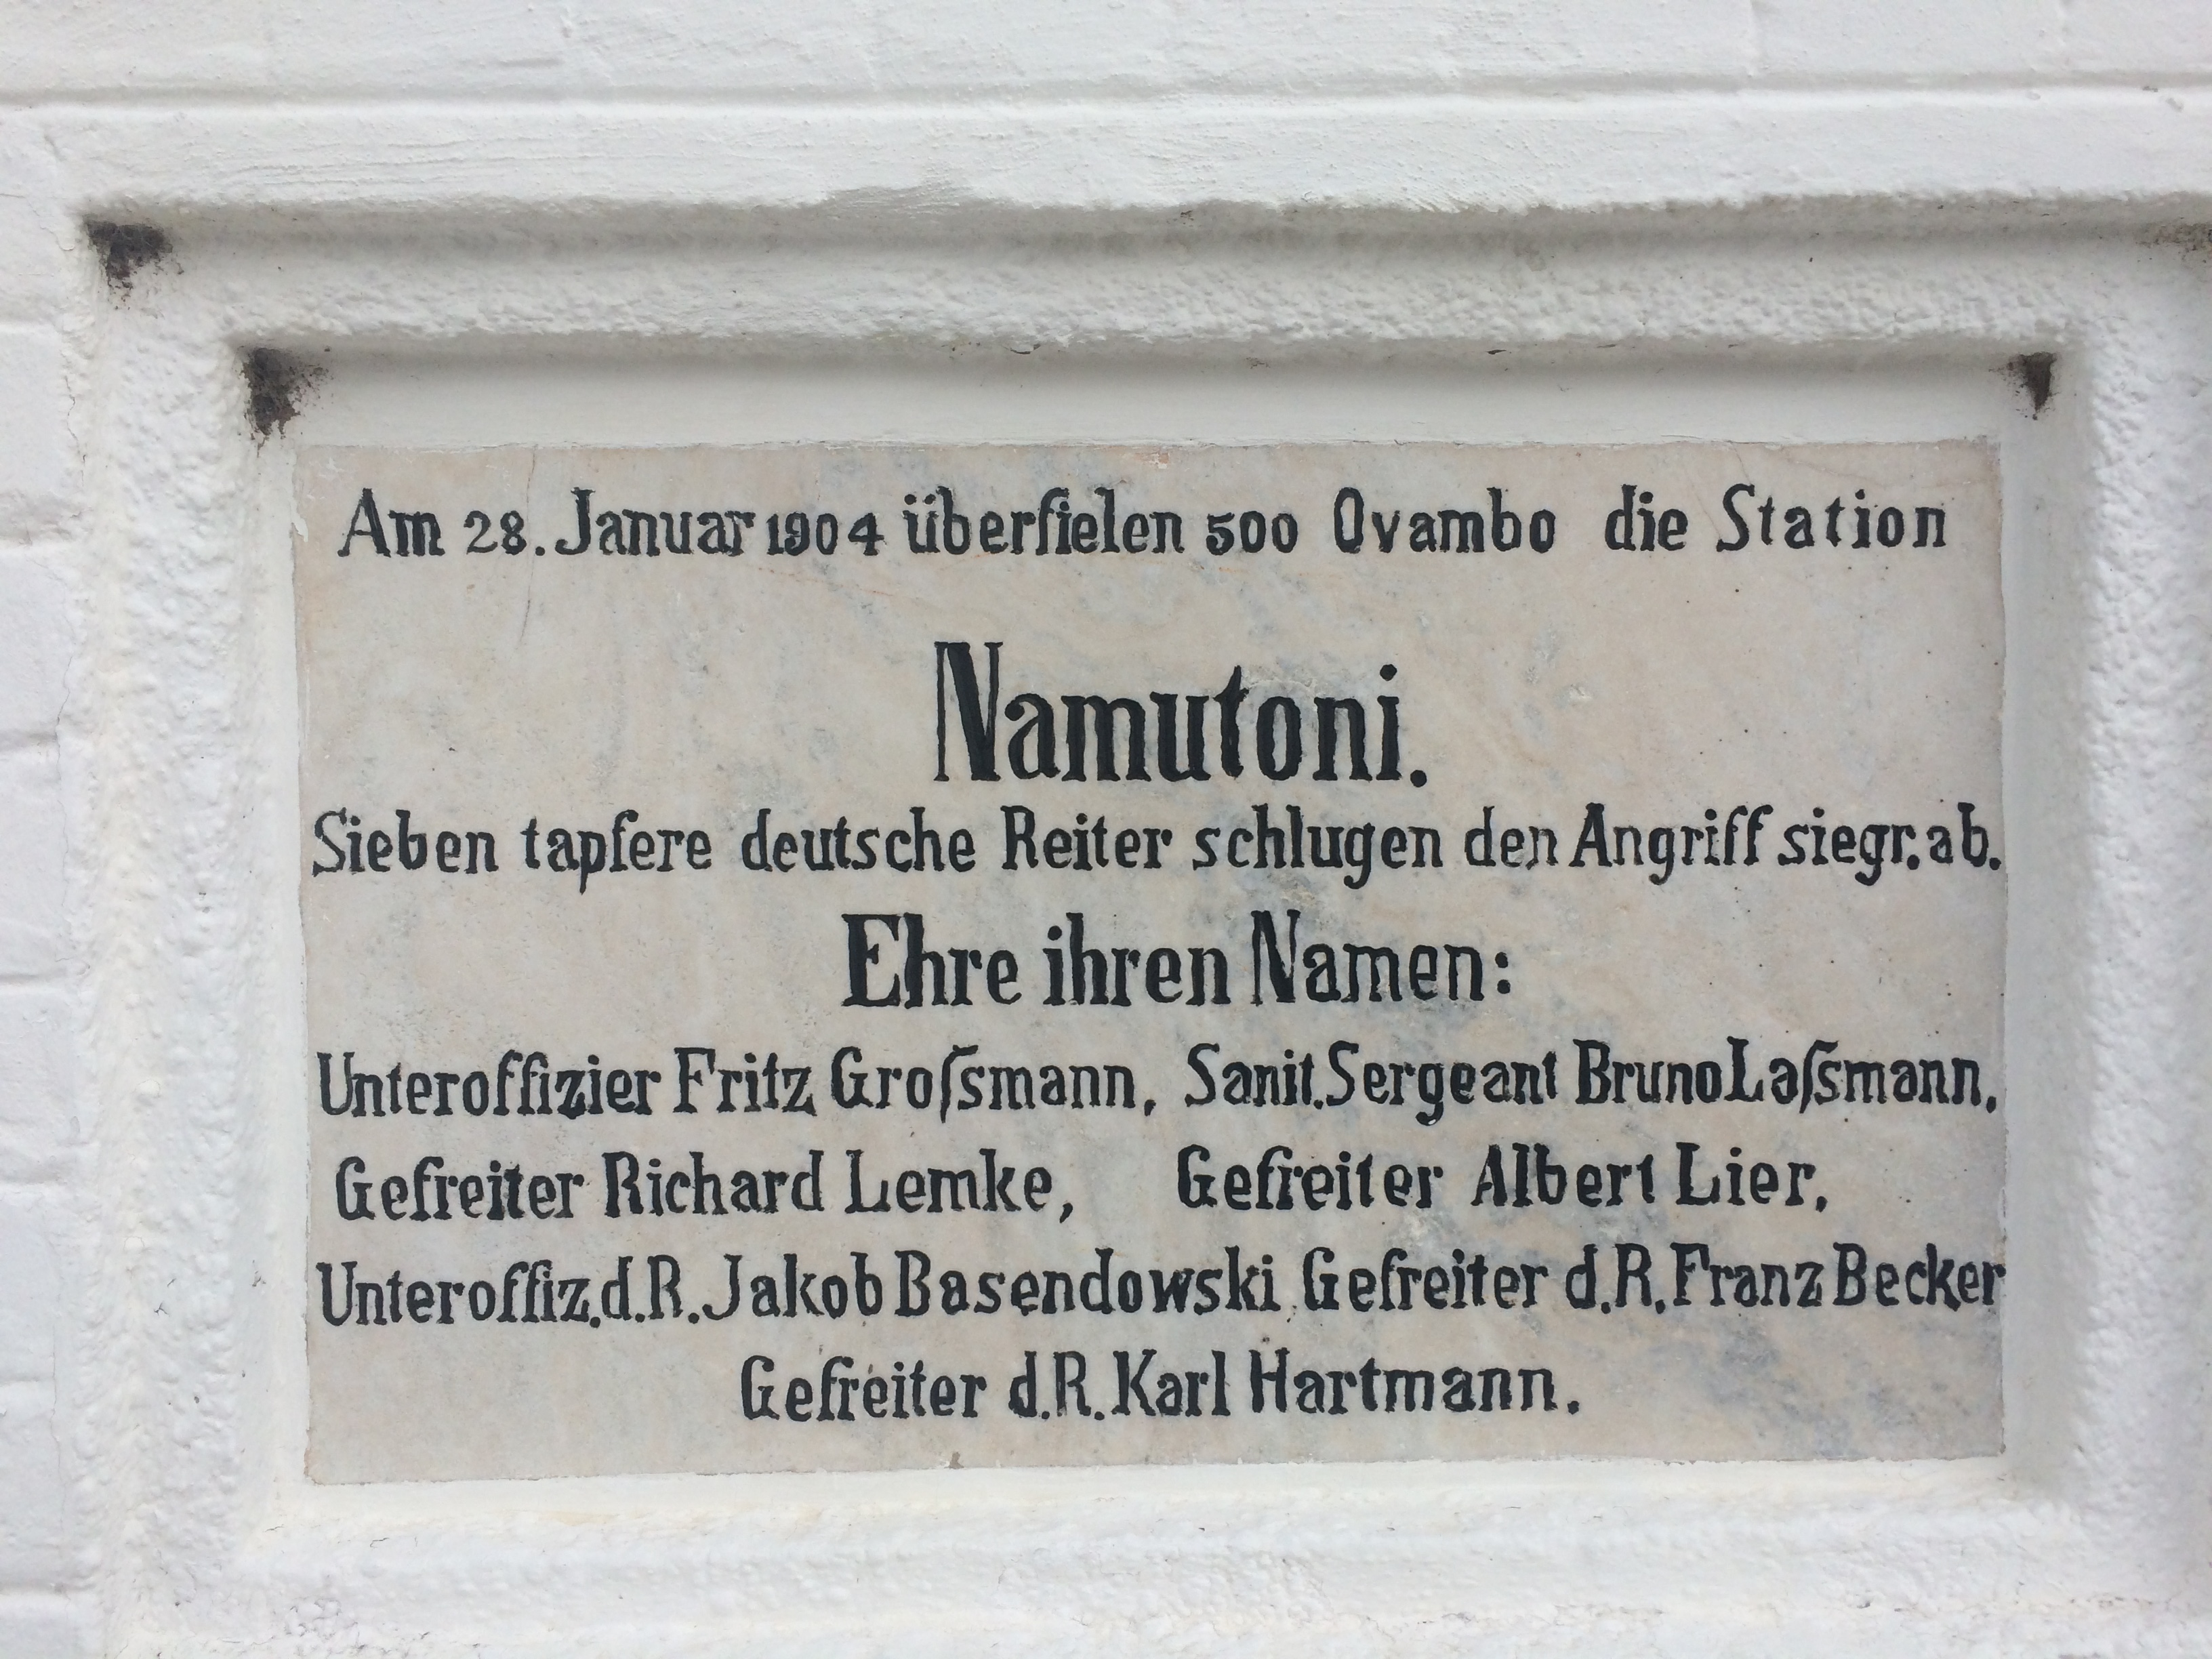 Am 28. Januar 1904 überfielen 500 Ovambo die Station
Namutoni.
Sieben tapfere deutsche Reiter schlugen den Angriff siegr. ab.
Ehre ihren Namen:
Unteroffizier Fritz Groſsmann, Sanit. Sergeant Bruno Laſsmann,
Gefreiter Richard Lemke, Gefreiter Albert Lier,
Unteroffiz. d. R. Jakob Basendowski, Gefreiter d. R. Franz Becker
Gefreiter d. R. Karl Hartmann.